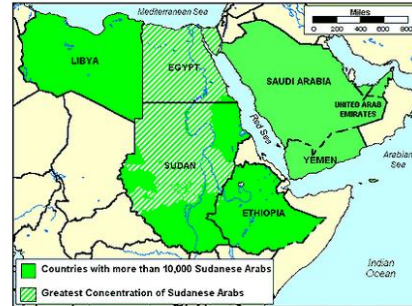 Mediterranean Sea
Miles
0
200
400
600
800
LIBYA
EGYPT
SAUDI ARABIA
UNITED ARAB
EMIRATES
Red Sea
YEMEN
Arabian
Sea
SUDAN
ETHIOPIA
Indian
Ocean
Countries with more than 10,000 Sudanese Arabs
Greatest Concentration of Sudanese Arabs